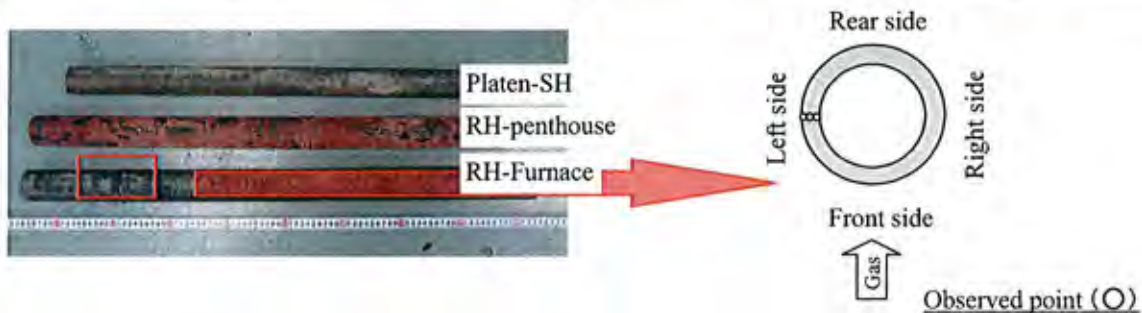 Platen-SH
RH-penthouse
RH-Furnace
Rear side
Left side
Right side
Front side
Gas
Observed point (○)